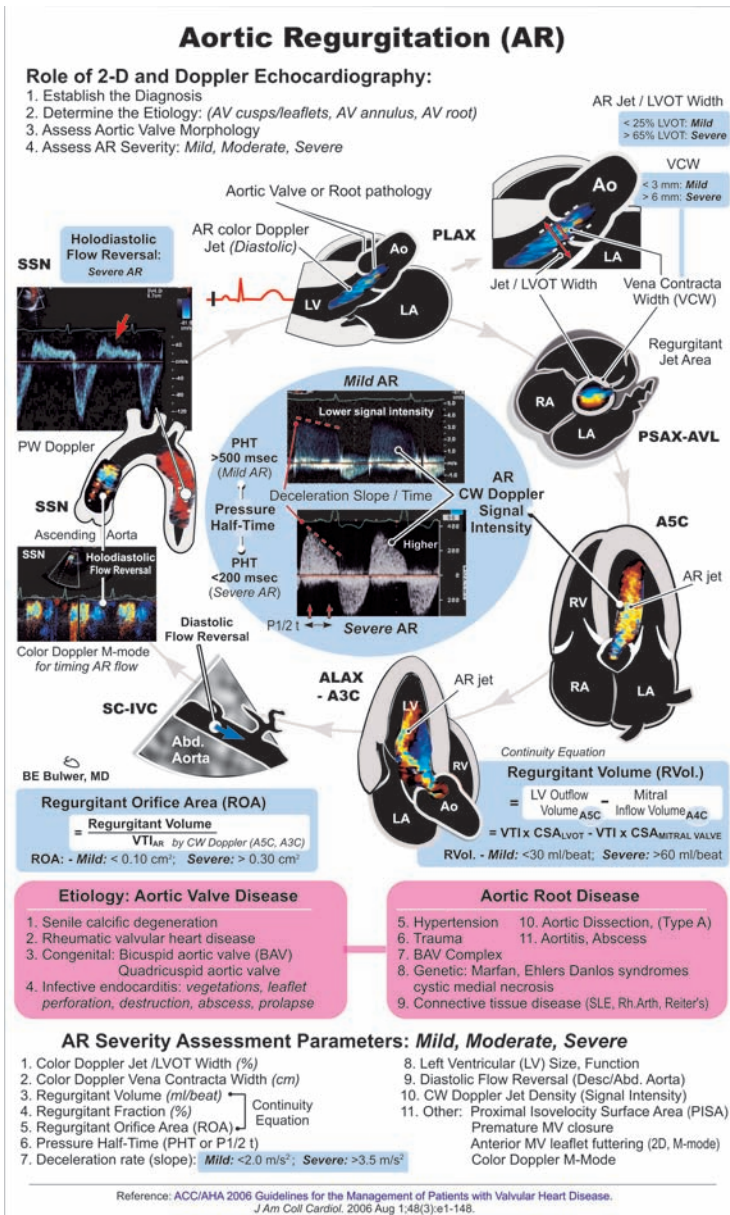 Aortic Regurgitation (AR)
Role of 2-D and Doppler Echocardiography:
1. Establish the Diagnosis
2. Determine the Etiology: (AV cusps/leaflets, AV annulus, AV root)
3. Assess Aortic Valve Morphology
4. Assess AR Severity: Mild, Moderate, Severe
AR Jet / LVOT Width
< 25% LVOT: Mild
> 65% LVOT: Severe
VCW
< 3 mm: Mild
> 6 mm: Severe
Aortic Valve or Root pathology
AR color Doppler
Jet (Diastolic)
PLAX
Ao
LV
LA
Ao
LA
Jet / LVOT Width
Vena Contracta
Width (VCW)
SSN
Holodiastolic
Flow Reversal:
Severe AR
PW Doppler
Regurgitant
Jet Area
RA
LA
PSAX-AVL
Mild AR
Lower signal intensity
PHT
>500 msec
(Mild AR)
Deceleration Slope / Time
Pressure
Half-Time
PHT
<200 msec
(Severe AR)
AR
CW Doppler
Signal
Intensity
Higher
P1/2 t
Severe AR
SSN
Ascending Aorta
SSN
Holodiastolic
Flow Reversal
Color Doppler M-mode
for timing AR flow
A5C
AR jet
RV
RA
LA
Diastolic
Flow Reversal
SC-IVC
Abd.
Aorta
ALAX
- A3C
AR jet
LV
RV
LA
Ao
BE Bulwer, MD
Regurgitant Orifice Area (ROA)
= Regurgitant Volume
VTIAR by CW Doppler (A5C, A3C)
ROA: - Mild: < 0.10 cm²; Severe: > 0.30 cm²
Continuity Equation
Regurgitant Volume (RVol.)
= LV Outflow Volume A5C – Mitral Inflow Volume A4C
= VTI x CSALVOT - VTI x CSAMITRAL VALVE
RVol. - Mild: <30 ml/beat; Severe: >60 ml/beat
Etiology: Aortic Valve Disease
1. Senile calcific degeneration
2. Rheumatic valvular heart disease
3. Congenital: Bicuspid aortic valve (BAV)
Quadricuspid aortic valve
4. Infective endocarditis: vegetations, leaflet
perforation, destruction, abscess, prolapse
Aortic Root Disease
5. Hypertension 10. Aortic Dissection, (Type A)
6. Trauma 11. Aortitis, Abscess
7. BAV Complex
8. Genetic: Marfan, Ehlers Danlos syndromes
cystic medial necrosis
9. Connective tissue disease (SLE, Rh.Arth, Reiter's)
AR Severity Assessment Parameters: Mild, Moderate, Severe
1. Color Doppler Jet /LVOT Width (%)
2. Color Doppler Vena Contracta Width (cm)
3. Regurgitant Volume (ml/beat)
4. Regurgitant Fraction (%)
5. Regurgitant Orifice Area (ROA)
Continuity
Equation
6. Pressure Half-Time (PHT or P1/2 t)
7. Deceleration rate (slope): Mild: <2.0 m/s²; Severe: >3.5 m/s²
8. Left Ventricular (LV) Size, Function
9. Diastolic Flow Reversal (Desc/Abd. Aorta)
10. CW Doppler Jet Density (Signal Intensity)
11. Other: Proximal Isovelocity Surface Area (PISA)
Premature MV closure
Anterior MV leaflet futtering (2D, M-mode)
Color Doppler M-Mode
Reference: ACC/AHA 2006 Guidelines for the Management of Patients with Valvular Heart Disease.
J Am Coll Cardiol. 2006 Aug 1;48(3):e1-148.